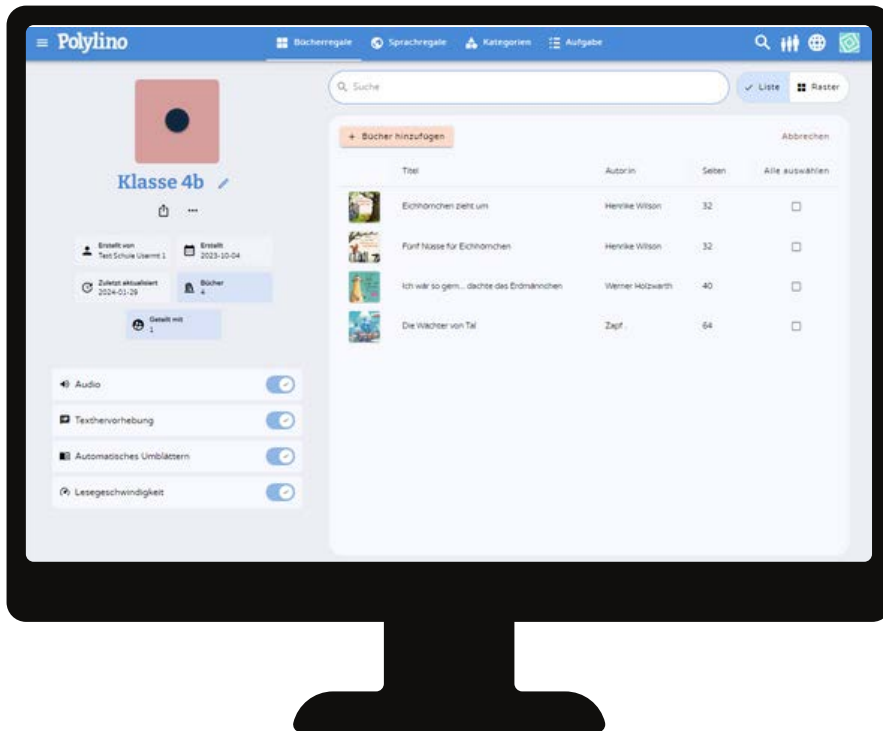 Polylino
Bücherregale Sprachregale Kategorien Aufgabe
Suche
Liste Raster
Klasse 4b
Erstellt von
Test Schule Usernt 1
Erstellt
2023-10-04
Zuletzt aktualisiert
2024-01-29
Bücher
4
Geteilt mit
1
Audio
Texthervorhebung
Automatisches Umblättern
Lesegeschwindigkeit
+ Bücher hinzufügen Abbrechen
Titel Autor:in Seiten Alle auswählen
Eichhörnchen zieht um Henrike Wilson 32
Fünf Nüsse für Eichhörnchen Henrike Wilson 32
Ich wär so gern... dachte das Erdmännchen Werner Holzwarth 40
Die Wächter von Tal Zapf . 64